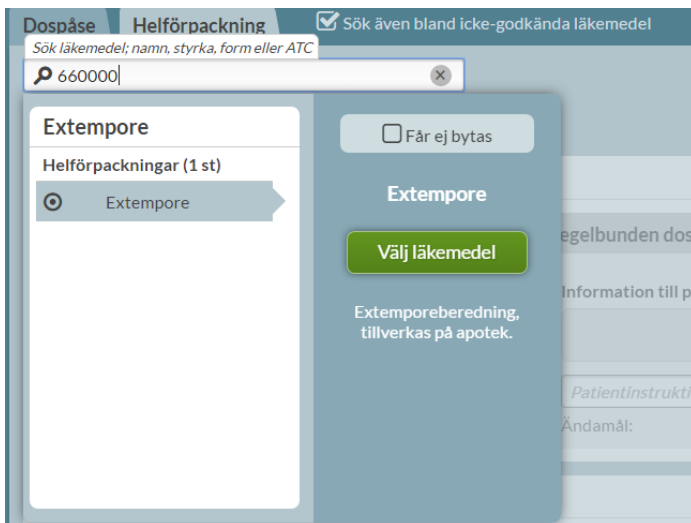 Dospåse Helförpackning Sök även bland icke-godkända läkemedel
Sök läkemedel; namn, styrka, form eller ATC
660000
Extempore
Helförpackningar (1 st)
Extempore
Får ej bytas
Extempore
Välj läkemedel
Extemporeberedning,
tillverkas på apotek.
egelbunden dos
Information till p
Patientinstrukti
Ändamål: